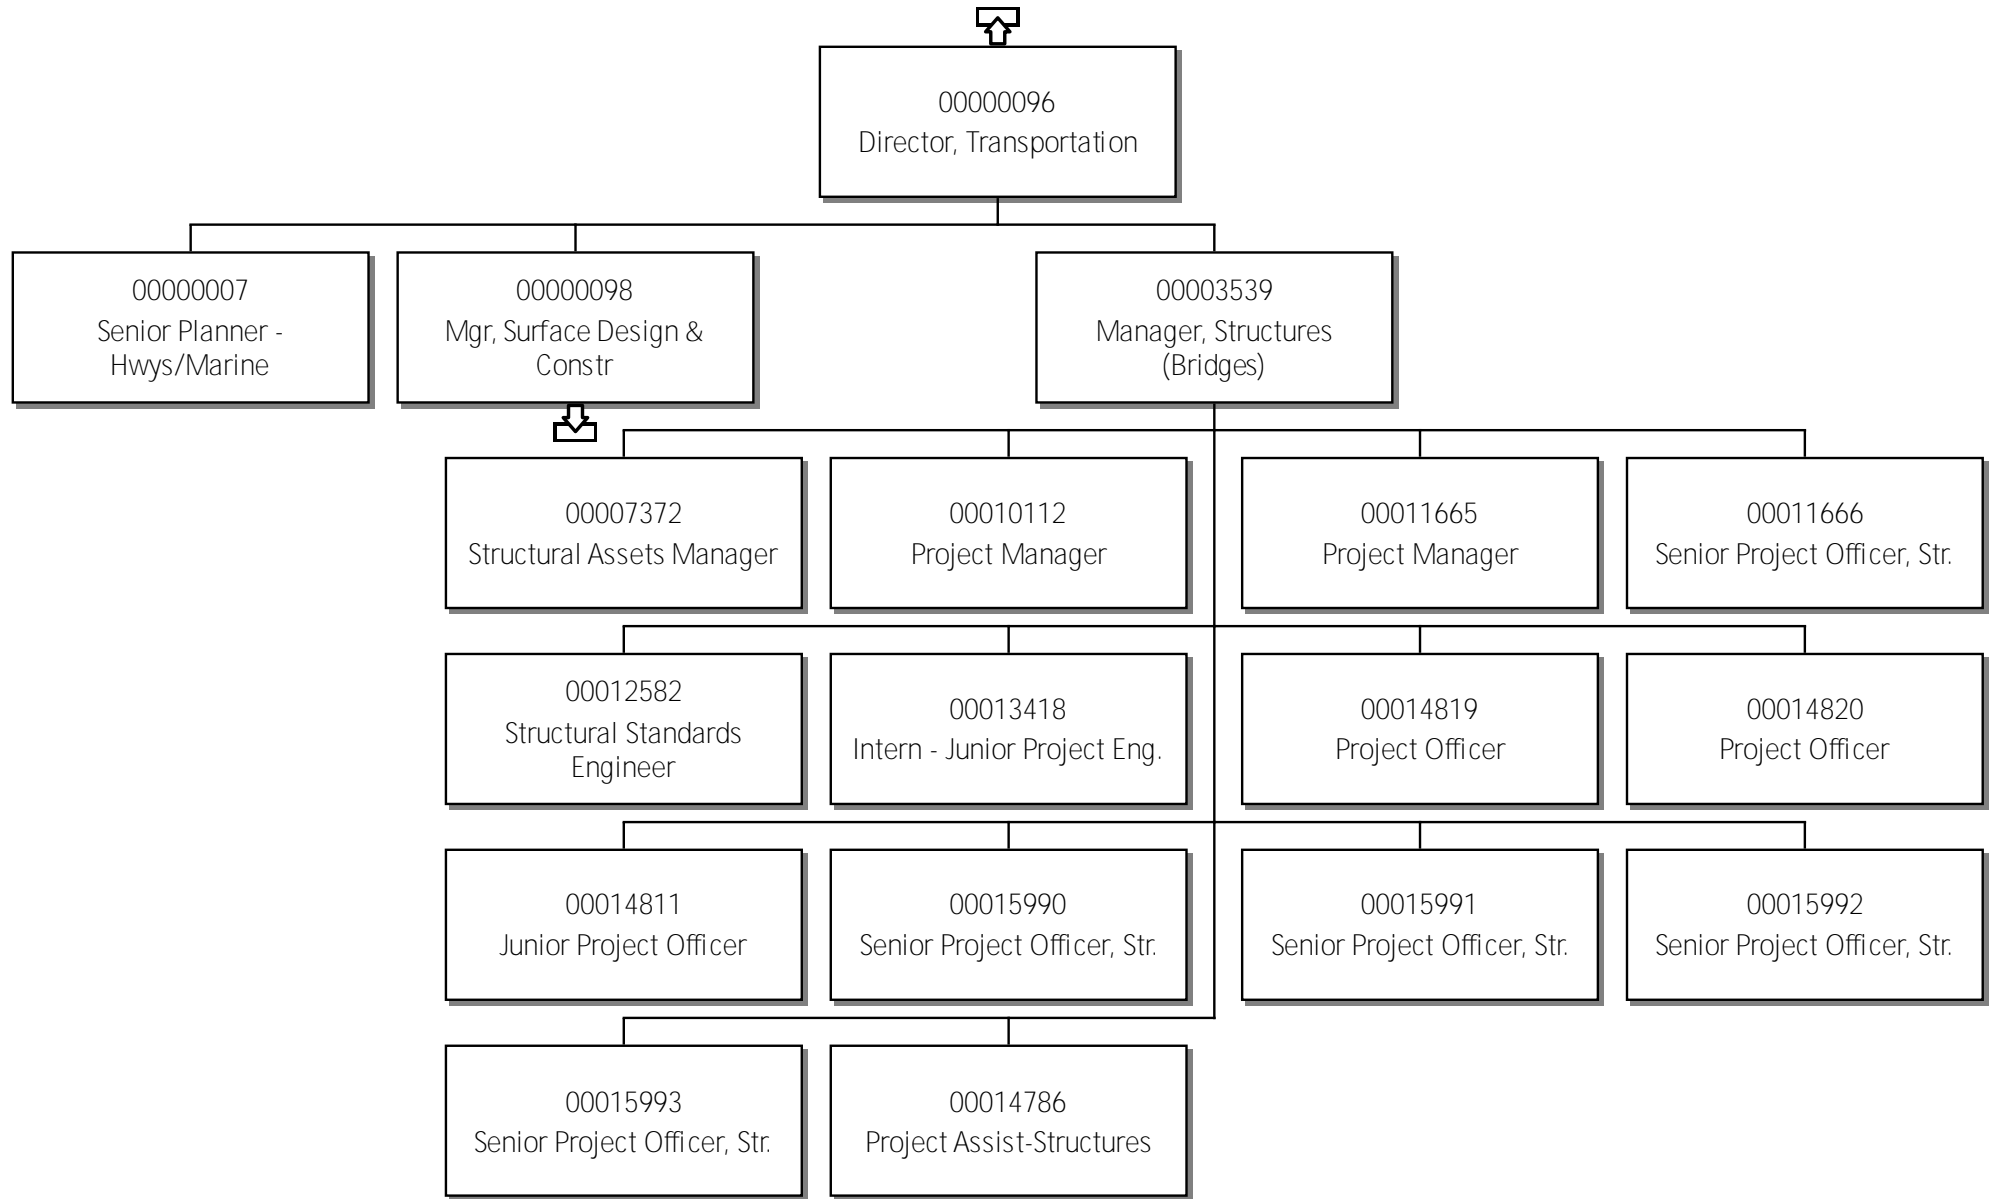 00000096
Director, Transportation
00000007
Senior Planner -
Hwys/Marine
00000098
Mgr, Surface Design &
Constr
00003539
Manager, Structures
(Bridges)
00007372
Structural Assets Manager
00010112
Project Manager
00011665
Project Manager
00011666
Senior Project Officer, Str.
00012582
Structural Standards
Engineer
00013418
Intern - Junior Project Eng.
00014819
Project Officer
00014820
Project Officer
00014811
Junior Project Officer
00015990
Senior Project Officer, Str.
00015991
Senior Project Officer, Str.
00015992
Senior Project Officer, Str.
00015993
Senior Project Officer, Str.
00014786
Project Assist-Structures